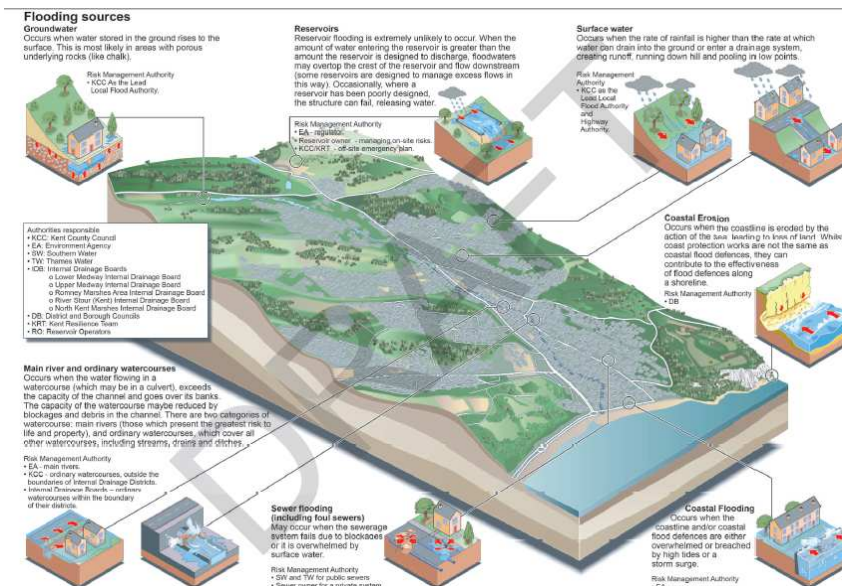 Flooding sources
Groundwater
Occurs when water stored in the ground rises to the
surface. This is most likely in areas with porous
underlying rocks (like chalk).
Risk Management Authority
• KCC As the Lead
Local Flood Authority.
Reservoirs
Reservoir flooding is extremely unlikely to occur. When the
amount of water entering the reservoir is greater than the
amount the reservoir is designed to discharge, floodwaters
may overtop the crest of the reservoir and flow downstream
(some reservoirs are designed to manage excess flows in
this way). Occasionally, where a
reservoir has been poorly designed,
the structure can fail, releasing water.
Risk Management Authority
• EA - regulator.
• Reservoir owner - managing on-site risks.
• KCC/KRT - off-site emergency plan.
Surface water
Occurs when the rate of rainfall is higher than the rate at which
water can drain into the ground or enter a drainage system,
creating runoff, running down hill and pooling in low points.
Risk Management
Authority
• KCC as the
Lead Local
Flood Authority
and
Highway
Authority.
Authorities responsible
• KCC: Kent County Council
• EA: Environment Agency
• SW: Southern Water
• TW: Thames Water
• IDB: Internal Drainage Boards
o Lower Medway Internal Drainage Board
o Upper Medway Internal Drainage Board
o Romney Marshes Area Internal Drainage Board
o River Stour (Kent) Internal Drainage Board
o North Kent Marshes Internal Drainage Board
• DB: District and Borough Councils
KRT: Kent Resilience Team
• RO: Reservoir Operators
Coastal Erosion
Occurs when the coastline is eroded by the
action of the sea, leading to loss of land. Whilst
coast protection works are not the same as
coastal flood defences, they can
contribute to the effectiveness
of flood defences along
a shoreline.
Risk Management Authority
• DB
Main river and ordinary watercourses
Occurs when the water flowing in a
watercourse (which may be in a culvert), exceeds
the capacity of the channel and goes over its banks.
The capacity of the watercourse maybe reduced by
blockages and debris in the channel. There are two categories of
watercourse: main rivers (those which present the greatest risk to
life and property), and ordinary watercourses, which cover all
other watercourses, including streams, drains and ditches.
Risk Management Authority
• EA - main rivers.
• KCC - ordinary watercourses, outside the
boundaries of Internal Drainage Districts.
• Internal Drainage Boards – ordinary
watercourses within the boundary
of their districts.
Sewer flooding
(including foul sewers)
May occur when the sewerage
system fails due to blockages
or it is overwhelmed by
surface water.
Risk Management Authority
• SW and TW for public sewers
• Sewer owner for a private system
Coastal Flooding
Occurs when the
coastline and/or coastal
flood defences are either
overwhelmed or breached
by high tides or a
storm surge.
Risk Management Authority
• EA
DRAFT